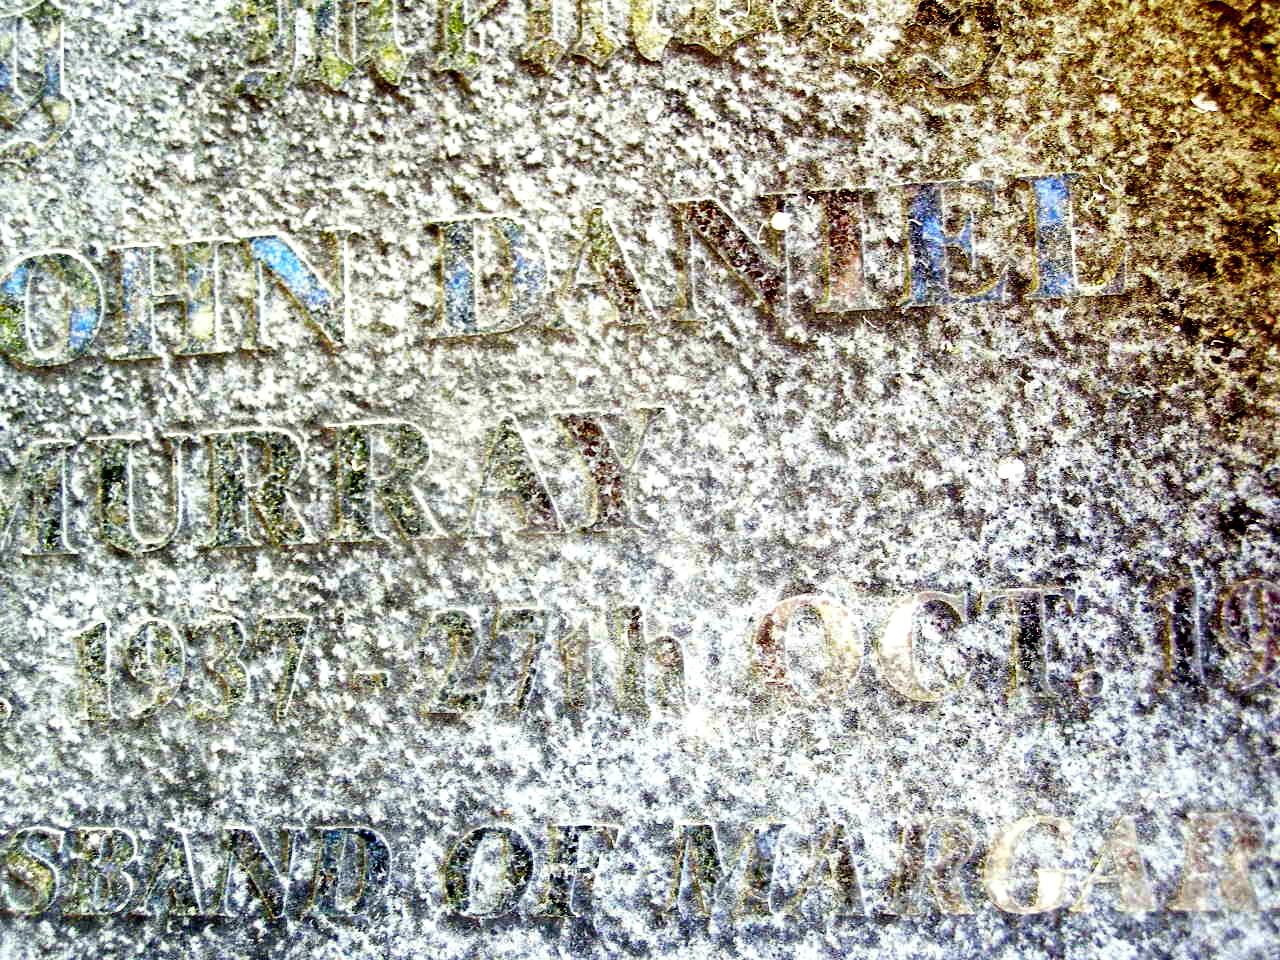 OHN DANIEL
MURRAY
. 1937 - 27th OCT. 19
SBAND OF MARGAR